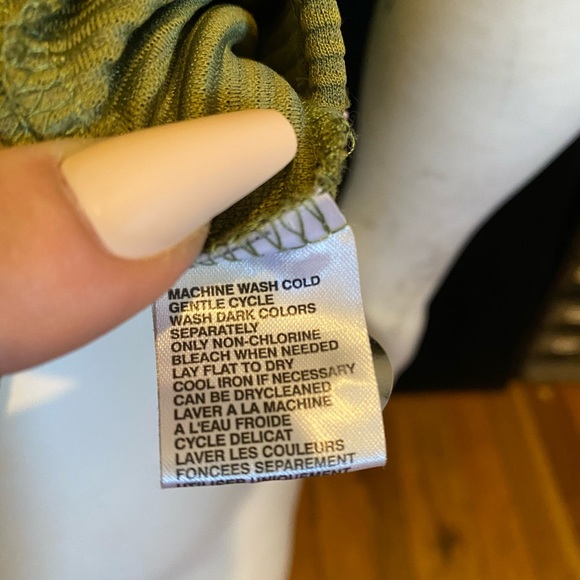 MACHINE WASH COLD
GENTLE CYCLE
WASH DARK COLORS
SEPARATELY
ONLY NON-CHLORINE
BLEACH WHEN NEEDED
LAY FLAT TO DRY
COOL IRON IF NECESSARY
CAN BE DRYCLEANED
LAVER A LA MACHINE
A L'EAU FROIDE
CYCLE DELICAT
LAVER LES COULEURS
FONCEES SEPAREMENT
UTILISER UNIQUEMENT